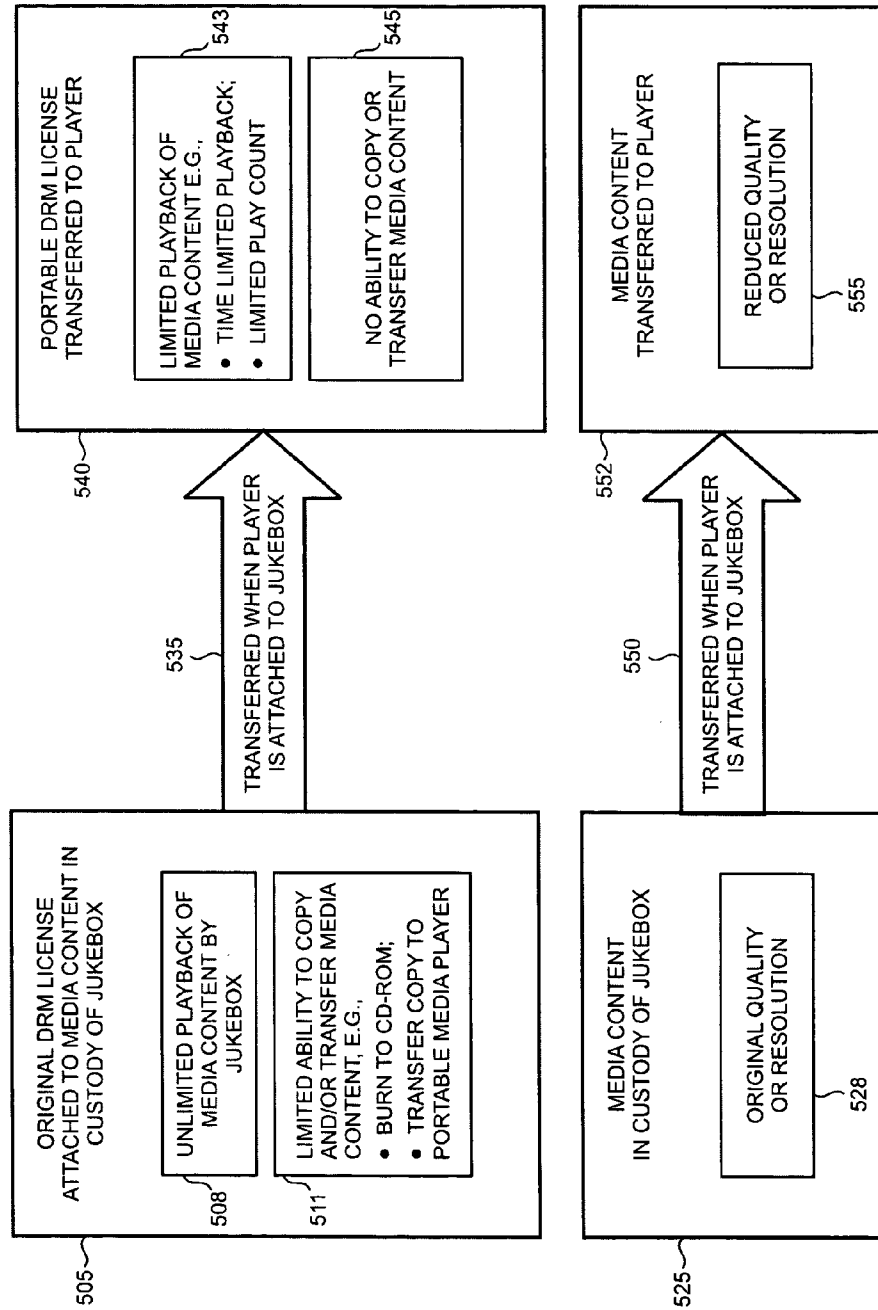 505
ORIGINAL DRM LICENSE
ATTACHED TO MEDIA CONTENT IN
CUSTODY OF JUKEBOX
UNLIMITED PLAYBACK OF
MEDIA CONTENT BY
JUKEBOX
508
LIMITED ABILITY TO COPY
AND/OR TRANSFER MEDIA
CONTENT, E.G.,
• BURN TO CD-ROM;
• TRANSFER COPY TO
PORTABLE MEDIA PLAYER
511
535
TRANSFERRED WHEN PLAYER
IS ATTACHED TO JUKEBOX
540
PORTABLE DRM LICENSE
TRANSFERRED TO PLAYER
543
LIMITED PLAYBACK OF
MEDIA CONTENT E.G.,
• TIME LIMITED PLAYBACK;
• LIMITED PLAY COUNT
545
NO ABILITY TO COPY OR
TRANSFER MEDIA CONTENT
525
MEDIA CONTENT
IN CUSTODY OF JUKEBOX
ORIGINAL QUALITY
OR RESOLUTION
528
550
TRANSFERRED WHEN PLAYER
IS ATTACHED TO JUKEBOX
552
MEDIA CONTENT
TRANSFERRED TO PLAYER
REDUCED QUALITY
OR RESOLUTION
555